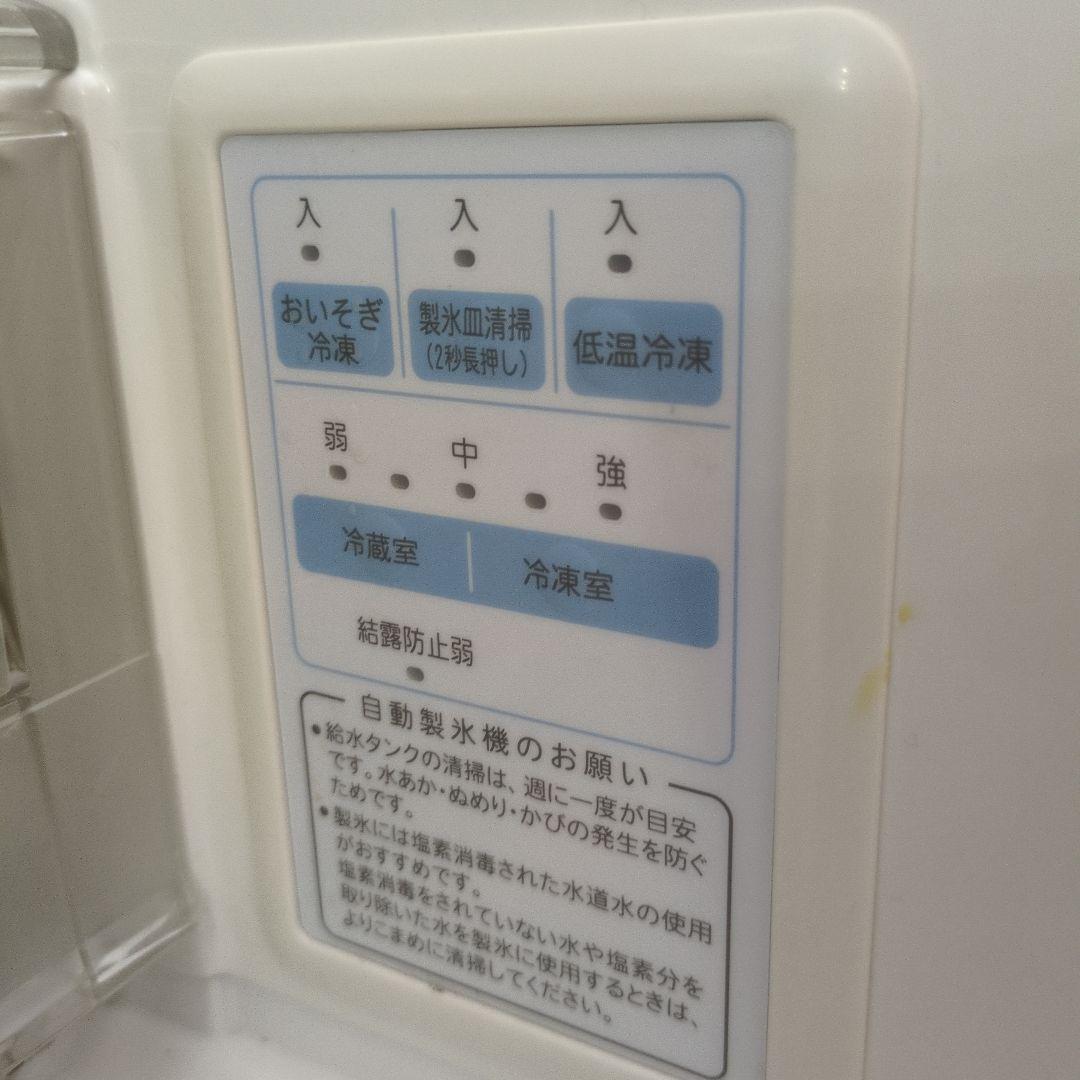 入 入 入
おいそぎ 製氷皿清掃 低温冷凍
冷凍 (2秒長押し)
弱 中 強
冷蔵室 冷凍室
結露防止弱
自動製氷機のお願い
●給水タンクの清掃は、週に一度が目安
です。水あか・ぬめり・かびの発生を防ぐ
ためです。
●製氷には塩素消毒された水道水の使用
がおすすめです。
塩素消毒をされていない水や塩素分を
取り除いた水を製氷に使用するときは、
よりこまめに清掃してください。